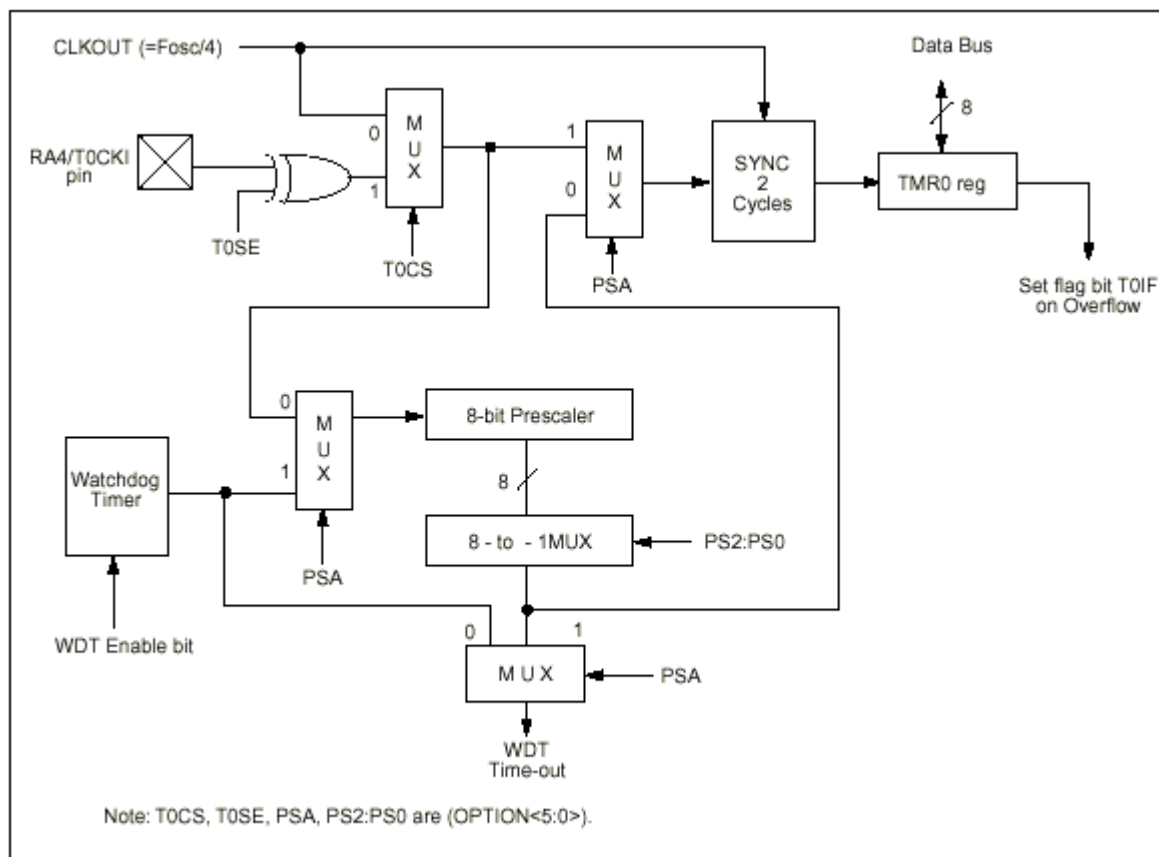 CLKOUT (=Fosc/4)
Data Bus
8
RA4/T0CKI
pin
0
1
M
U
X
T0SE
T0CS
1
0
M
U
X
PSA
SYNC
2
Cycles
TMR0 reg
Set flag bit T0IF
on Overflow
0
1
M
U
X
PSA
8-bit Prescaler
8
8 - to - 1MUX
PS2:PS0
Watchdog
Timer
WDT Enable bit
0
1
M U X
PSA
WDT
Time-out
Note: T0CS, T0SE, PSA, PS2:PS0 are (OPTION<5:0>).